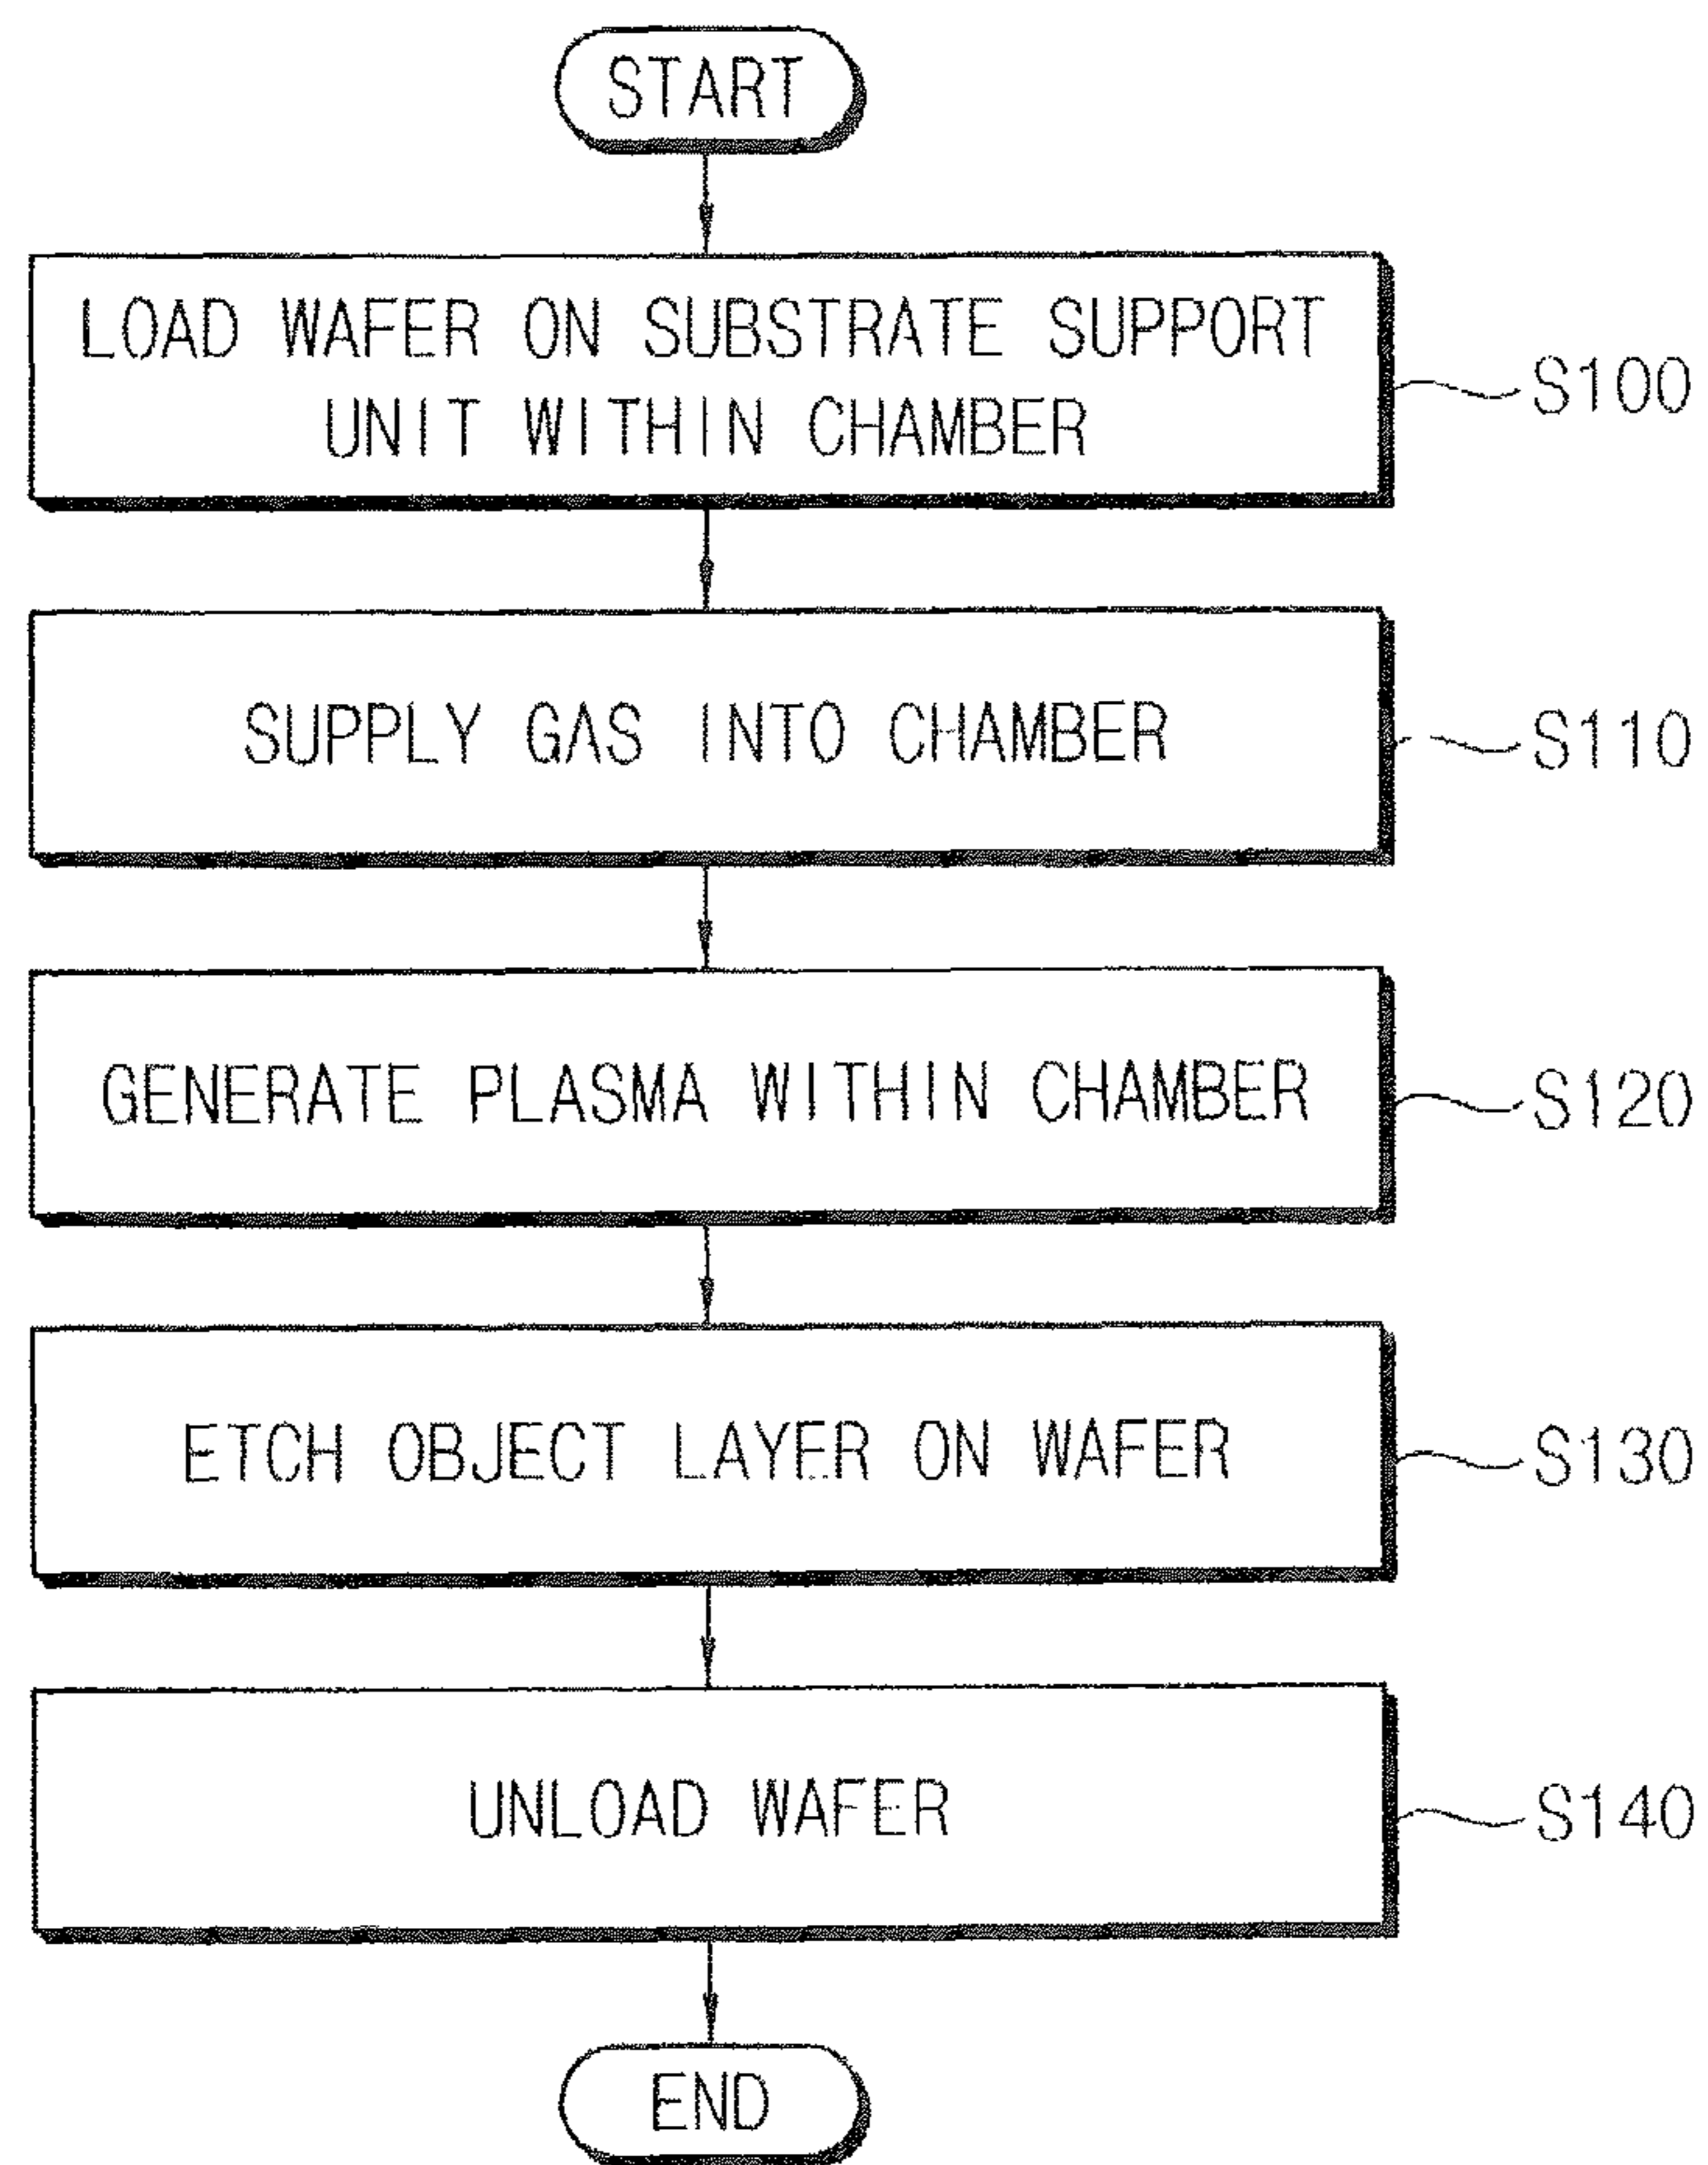 START
LOAD WAFER ON SUBSTRATE SUPPORT
UNIT WITHIN CHAMBER
S100
SUPPLY GAS INTO CHAMBER
S110
GENERATE PLASMA WITHIN CHAMBER
S120
ETCH OBJECT LAYER ON WAFER
S130
UNLOAD WAFER
S140
END